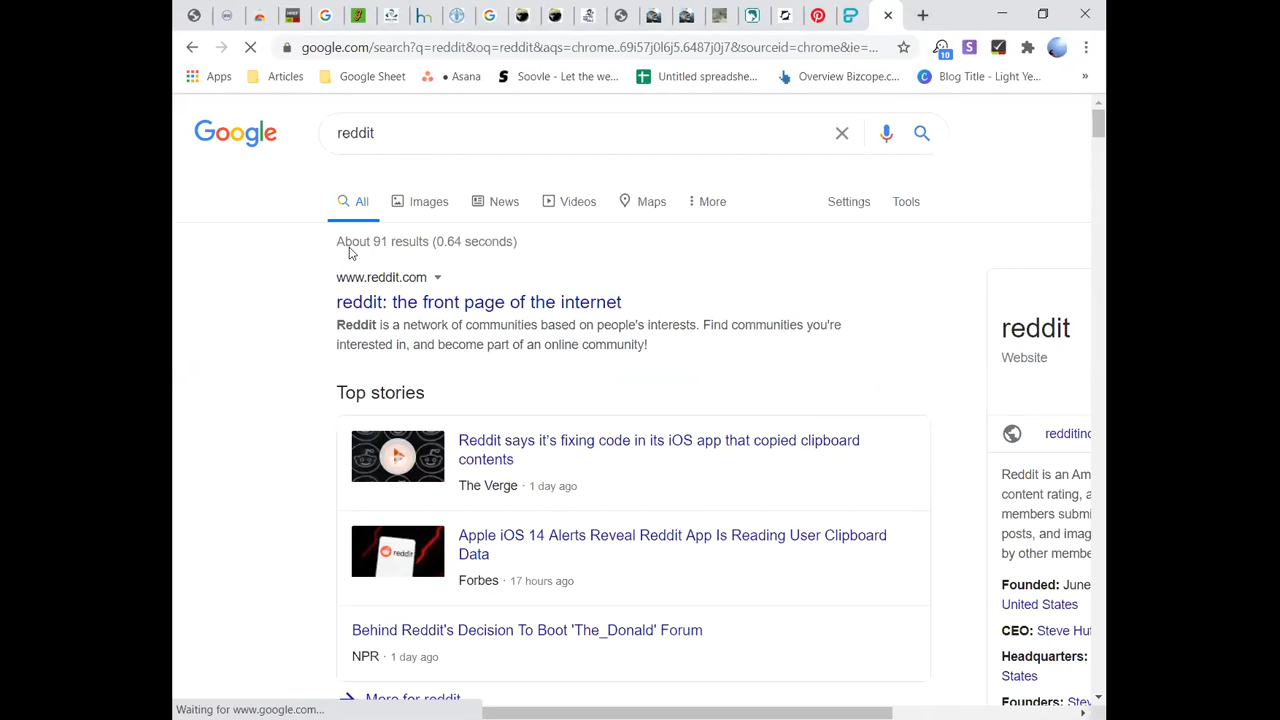 google.com/search?q=reddit&oq=reddit&aqs=chrome..69i57j0l6j5.6487j0j7&sourceid=chrome&ie=...
10
S
Apps
Articles
Google Sheet
• Asana
S
Soovle - Let the we...
Untitled spreadshe...
Overview Bizcope.c...
Blog Title - Light Ye...
»
Google
reddit
All
Images
News
Videos
Maps
More
Settings
Tools
About 91 results (0.64 seconds)
www.reddit.com
reddit: the front page of the internet
Reddit is a network of communities based on people's interests. Find communities you're
interested in, and become part of an online community!
Top stories
Reddit says it's fixing code in its iOS app that copied clipboard
contents
The Verge · 1 day ago
reddit
Apple iOS 14 Alerts Reveal Reddit App Is Reading User Clipboard
Data
Forbes · 17 hours ago
Behind Reddit's Decision To Boot 'The_Donald' Forum
NPR · 1 day ago
More for reddit
reddit
Website
redditinc
Reddit is an Am
content rating, a
members submi
posts, and imag
by other membe
Founded: June
United States
CEO: Steve Hu
Headquarters:
States
Founders: Stev
Waiting for www.google.com...